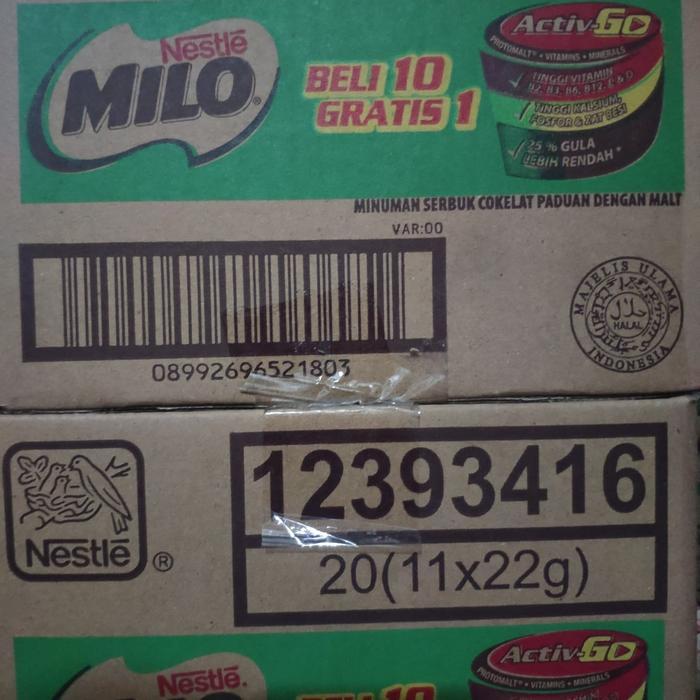 Nestlé
MILO®
BELI 10
GRATIS 1
Activ-GO
PROTOMALT® • VITAMINS • MINERALS
TINGGI VITAMIN
B2, B3, B6, B12, C & D
TINGGI KALSIUM,
FOSFOR & ZAT BESI
25 % GULA
LEBIH RENDAH*
MINUMAN SERBUK COKELAT PADUAN DENGAN MALT
VAR:00
08992696521803
MAJELIS ULAMA
حلال
HALAL
INDONESIA
Nestlé®
12393416
20(11x22g)
Nestlé.
10
Activ-GO
PROTOMALT® • VITAMINS • MINERALS